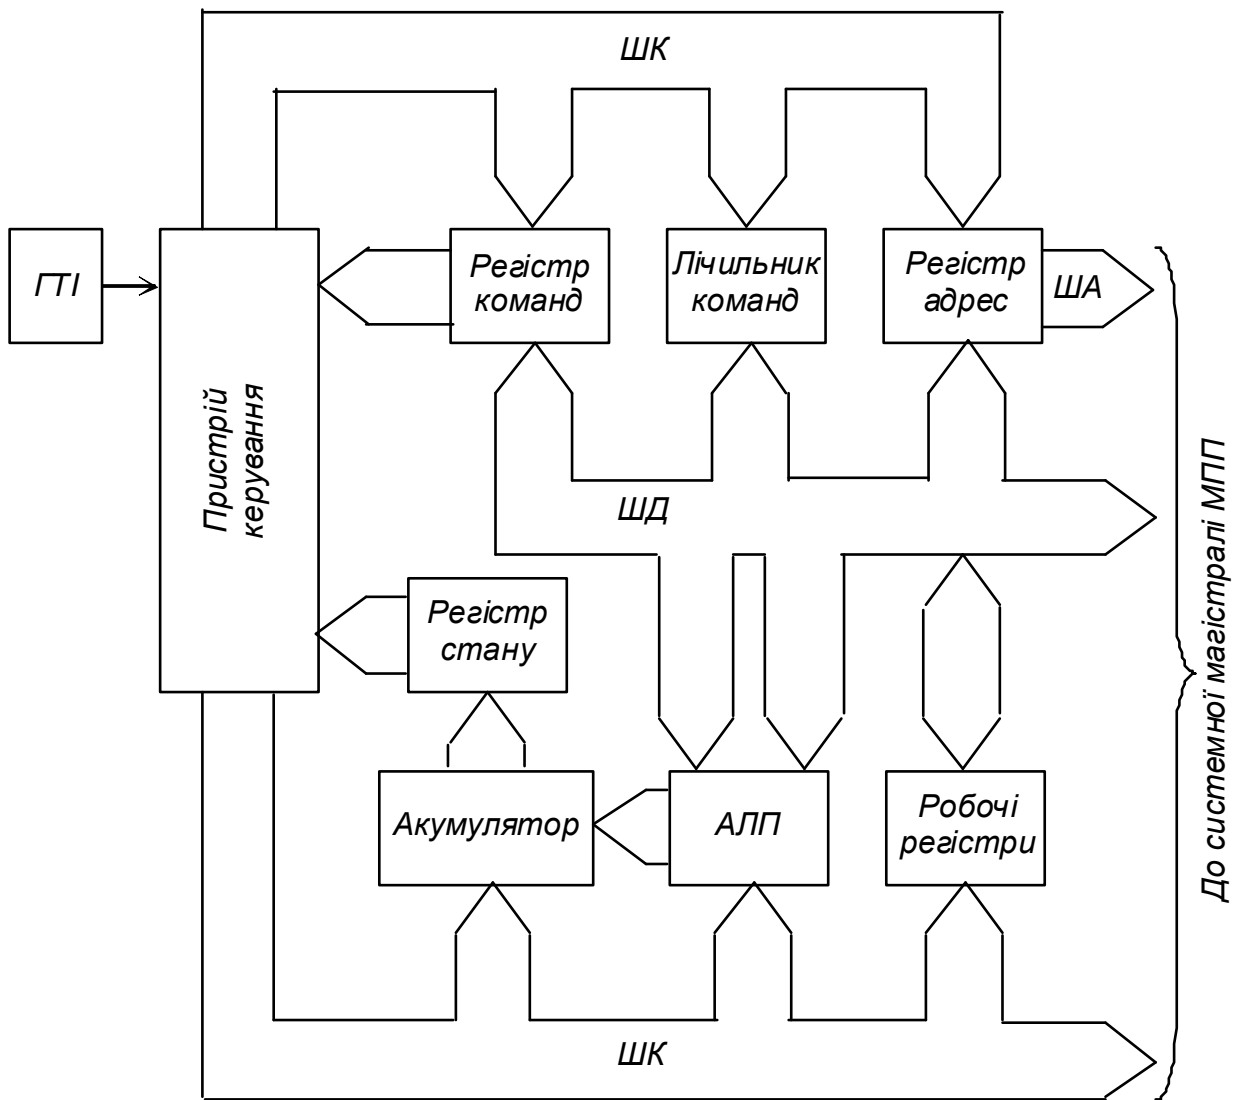 ШК
ГТІ
Регістр
команд
Лічильник
команд
Регістр
адрес
ША
Пристрій
керування
ШД
Регістр
стану
До системної магістралі МПП
Акумулятор
АЛП
Робочі
регістри
ШК